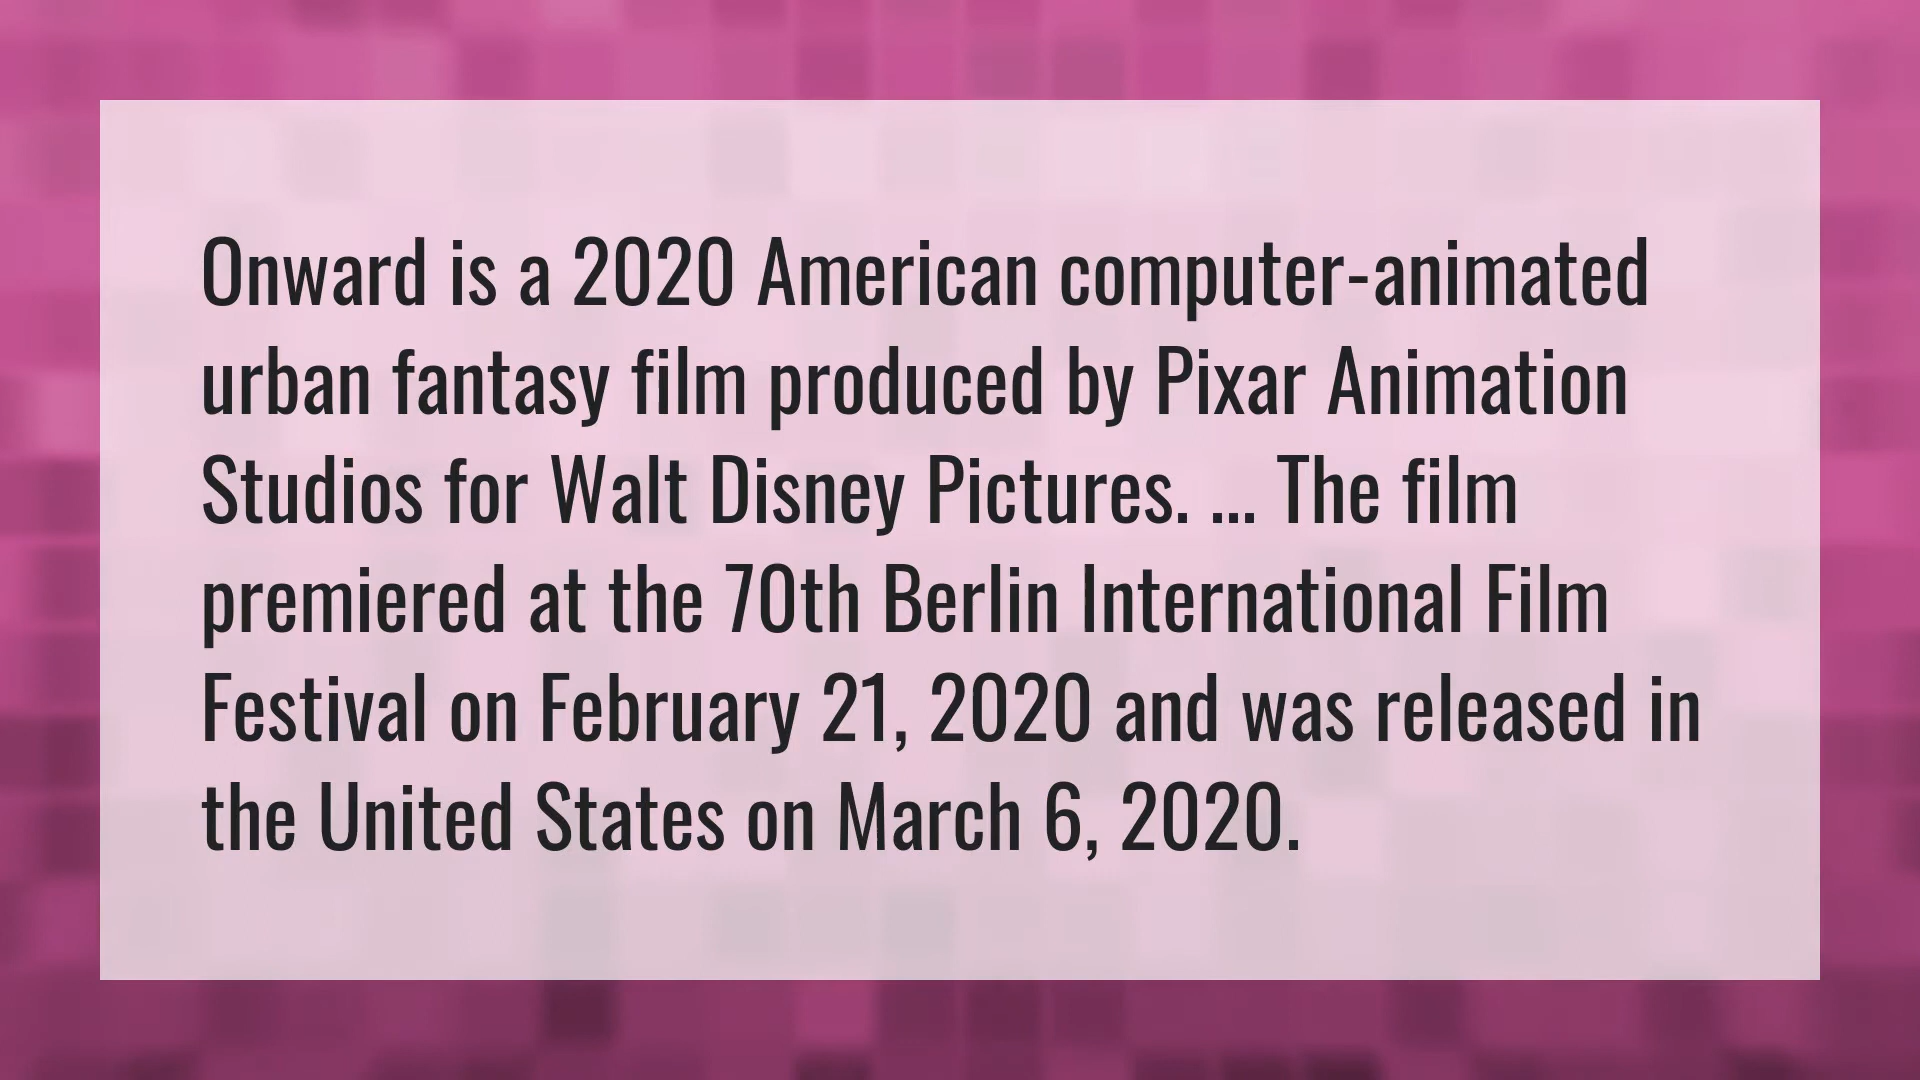 Onward is a 2020 American computer-animated
urban fantasy film produced by Pixar Animation
Studios for Walt Disney Pictures. ... The film
premiered at the 70th Berlin International Film
Festival on February 21, 2020 and was released in
the United States on March 6, 2020.